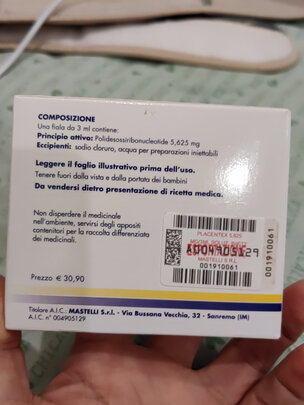 COMPOSIZIONE
Una fiala da 3 ml contiene:
Principio attivo: Polidesossiribonucleotide 5,625 mg
Eccipienti: sodio cloruro, acqua per preparazioni iniettabili
Leggere il foglio illustrativo prima dell'uso.
Tenere fuori dalla vista e dalla portata dei bambini
Da vendersi dietro presentazione di ricetta medica.
Non disperdere il medicinale
nell'ambiente, servirsi degli appositi
contenitori per la raccolta differenziata
dei medicinali.
Prezzo € 30,90
PLACENTEX 5,625
A004905129
MASTELLI S.R.L.
001910061
001910061
Titolare A.I.C.: MASTELLI S.r.l. - Via Bussana Vecchia, 32 - Sanremo (IM)
A.I.C. n° 004905129